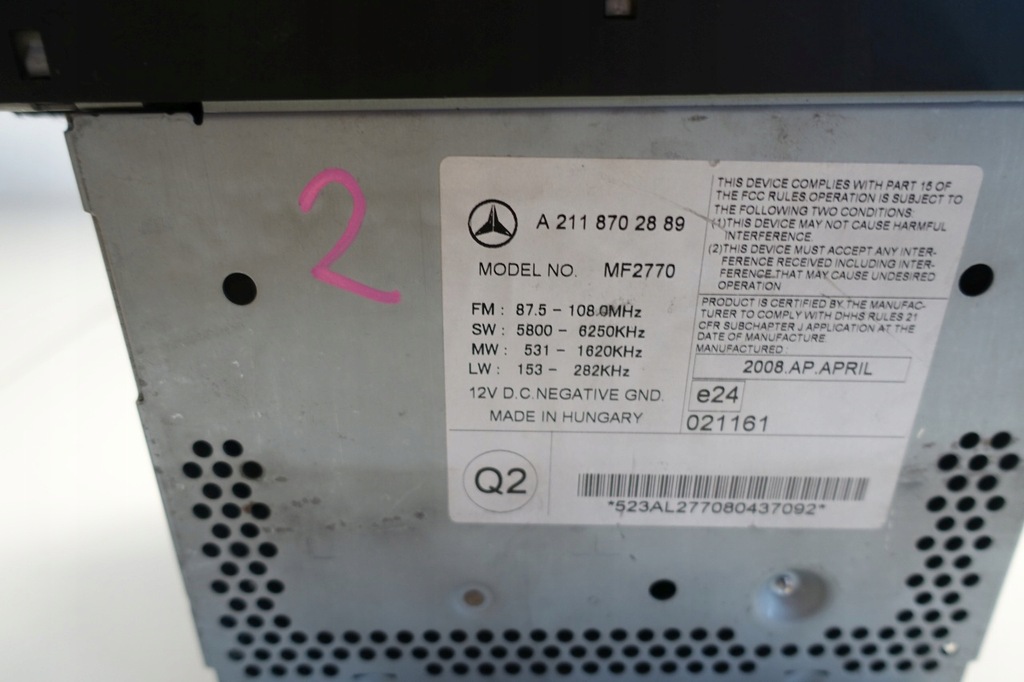 2
A 211 870 28 89
MODEL NO. MF2770
FM : 87.5 - 108.0MHz
SW : 5800 - 6250KHz
MW : 531 - 1620KHz
LW : 153 - 282KHz
12V D.C.NEGATIVE GND.
MADE IN HUNGARY
THIS DEVICE COMPLIES WITH PART 15 OF
THE FCC RULES.OPERATION IS SUBJECT TO
THE FOLLOWING TWO CONDITIONS:
(1)THIS DEVICE MAY NOT CAUSE HARMFUL
INTERFERENCE.
(2)THIS DEVICE MUST ACCEPT ANY INTER-
FERENCE RECEIVED INCLUDING INTER-
FERENCE THAT MAY CAUSE UNDESIRED
OPERATION
PRODUCT IS CERTIFIED BY THE MANUFAC-
TURER TO COMPLY WITH DHHS RULES 21
CFR SUBCHAPTER J APPLICATION AT THE
DATE OF MANUFACTURE.
MANUFACTURED :
2008.AP.APRIL
e24
021161
Q2
*523AL277080437092*